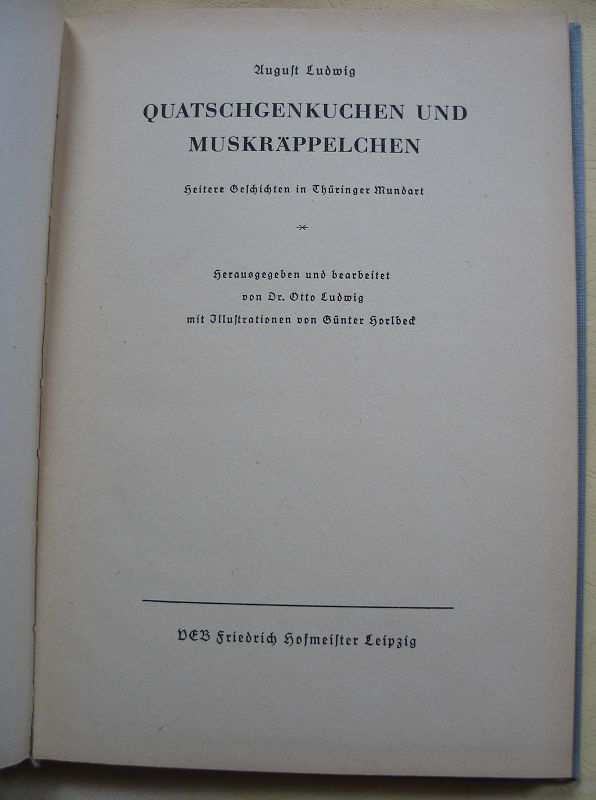 August Ludwig
QUATSCHGENKUCHEN UND
MUSKRÄPPELCHEN
Heitere Geschichten in Thüringer Mundart
Herausgegeben und bearbeitet
von Dr. Otto Ludwig
mit Illustrationen von Günter Horlbeck
VEB Friedrich Hofmeister Leipzig